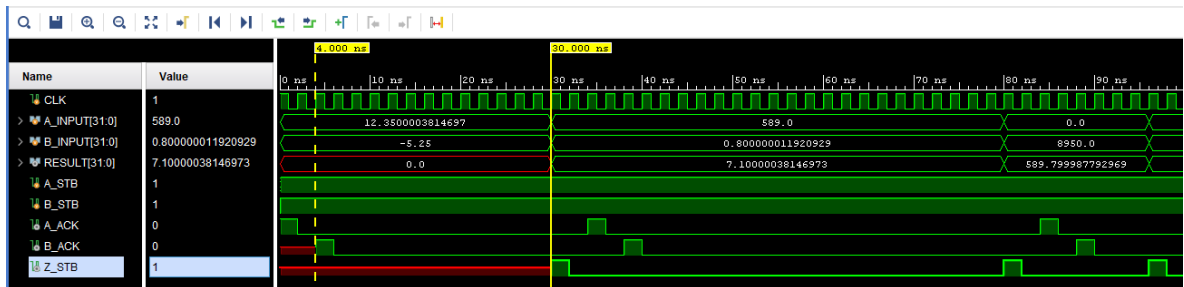 4.000 ns 30.000 ns
Name Value 0 ns 10 ns 20 ns 30 ns 40 ns 50 ns 60 ns 70 ns 80 ns 90 ns
CLK 1
A_INPUT[31:0] 589.0 12.3500003814697 589.0 0.0
B_INPUT[31:0] 0.800000011920929 -5.25 0.800000011920929 8950.0
RESULT[31:0] 7.10000038146973 0.0 7.10000038146973 589.799987792969
A_STB 1
B_STB 1
A_ACK 0
B_ACK 0
Z_STB 1